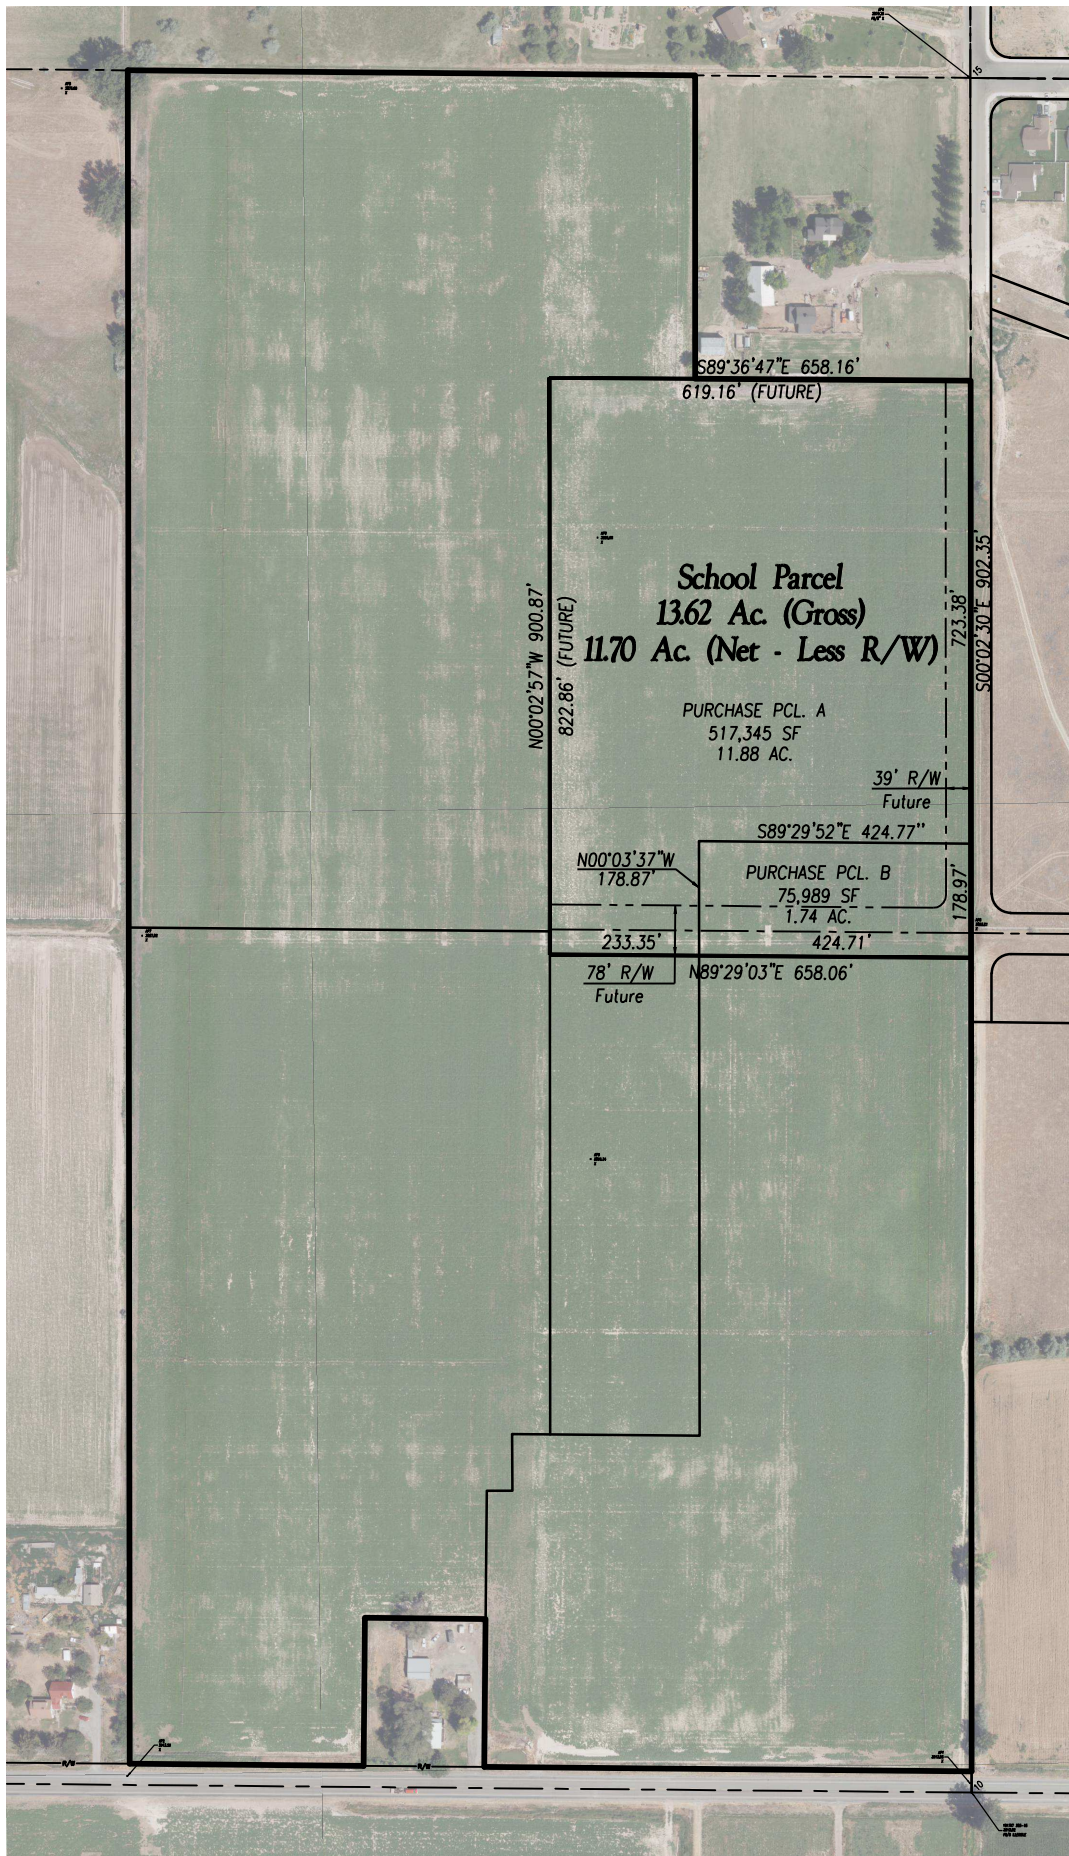 15
S89°36'47"E 658.16'
619.16' (FUTURE)
N00°02'57"W 900.87'
822.86' (FUTURE)
School Parcel
13.62 Ac. (Gross)
11.70 Ac. (Net - Less R/W)
723.38'
S00°02'30"E 902.35'
PURCHASE PCL. A
517,345 SF
11.88 AC.
39' R/W
Future
S89°29'52"E 424.77"
N00°03'37"W
178.87'
PURCHASE PCL. B
75,989 SF
1.74 AC.
178.97'
233.35'
424.71'
78' R/W
Future
N89°29'03"E 658.06'
R/W
R/W
10